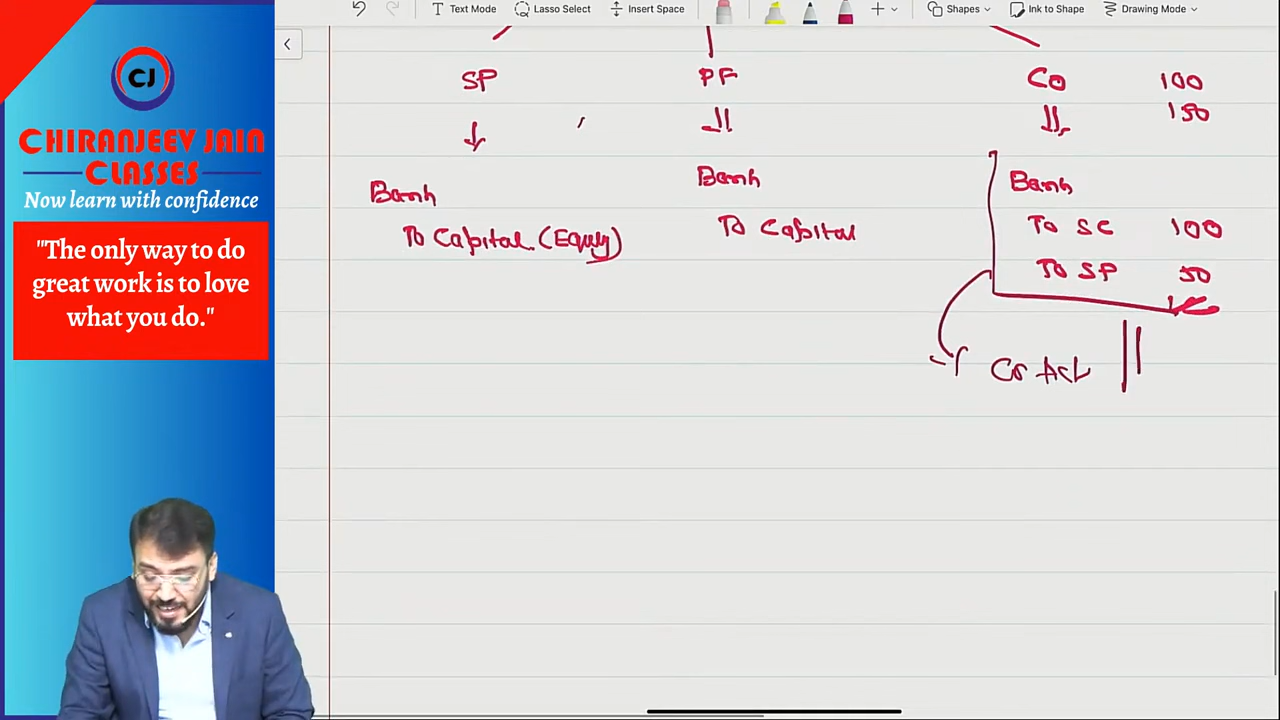 Text Mode
Lasso Select
Insert Space
Shapes
Ink to Shape
Drawing Mode
CJ
CHIRANJEEV JAIN
CLASSES
Now learn with confidence
"The only way to do
great work is to love
what you do."
SP
PF
CO 100
150
Bank
To Capital (Equity)
Bank
To Capital
Bank
To SC 100
To SP 50
Co Act